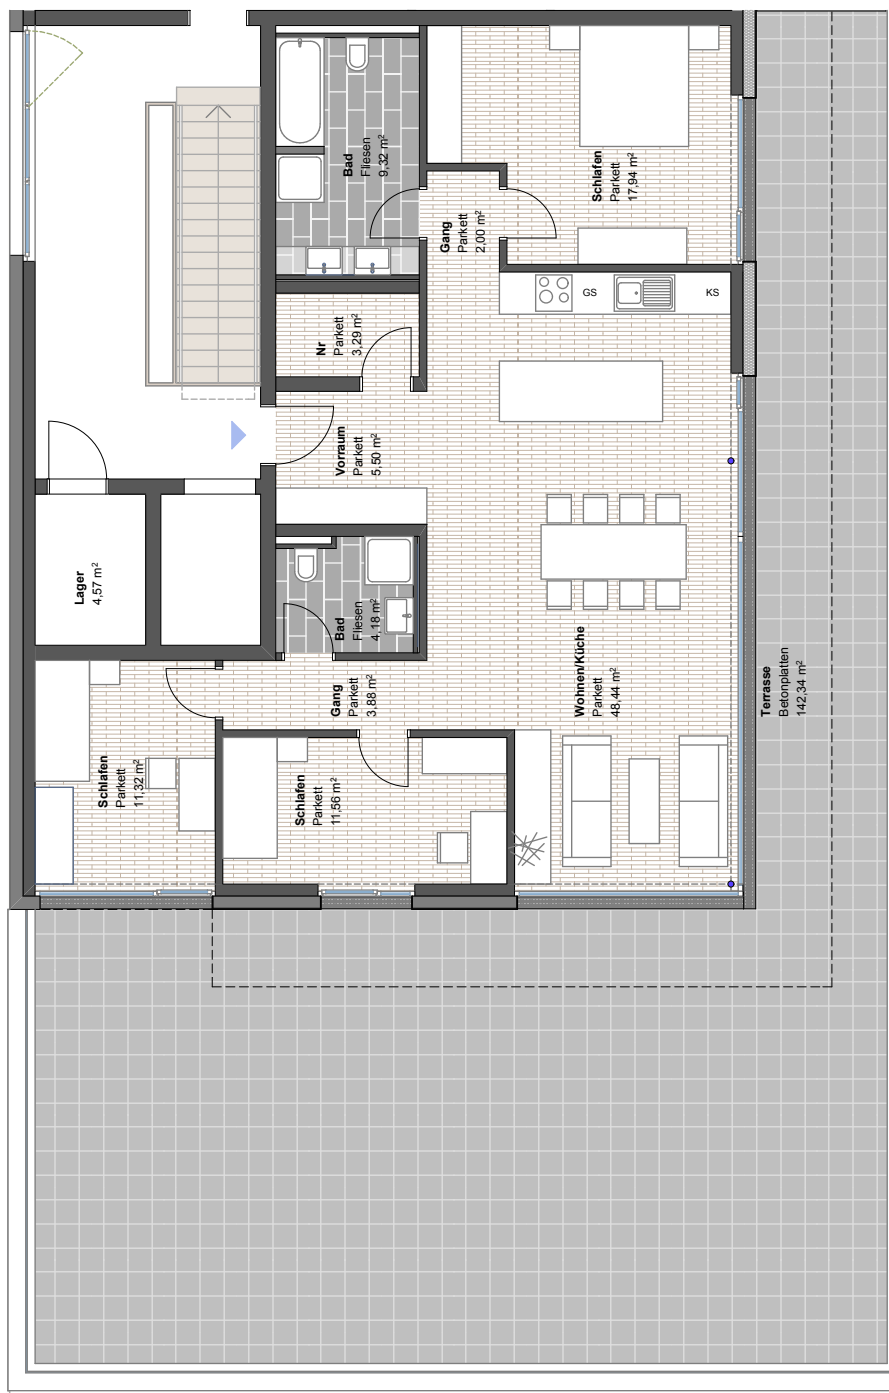 Bad
Fliesen
9,32 m²
Schlafen
Parkett
17,94 m²
Gang
Parkett
2,00 m²
GS
KS
Nr
Parkett
3,29 m²
Vorraum
Parkett
5,50 m²
Lager
4,57 m²
Bad
Fliesen
4,18 m²
Gang
Parkett
3,88 m²
Wohnen/Küche
Parkett
48,44 m²
Terrasse
Betonplatten
142,34 m²
Schlafen
Parkett
11,32 m²
Schlafen
Parkett
11,56 m²